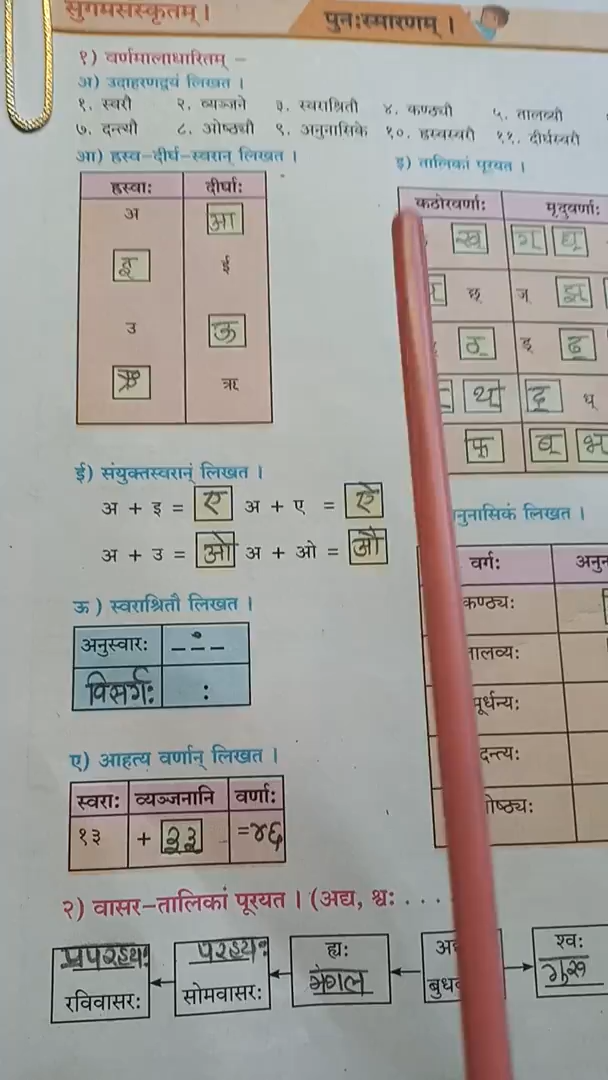 सुगमसंस्कृतम् । पुनःस्मारणम् ।
१) वर्णमालाधारितम् –
अ) उदाहरणद्वयं लिखत ।
१. स्वरौ २. व्यञ्जने ३. स्वराश्रितौ ४. कण्ठ्यौ ५. तालव्यौ
७. दन्त्यौ ८. ओष्ठ्यौ ९. अनुनासिके १०. ह्रस्वस्वरौ ११. दीर्घस्वरौ
आ) ह्रस्व-दीर्घ-स्वरान् लिखत ।
ह्रस्वाः दीर्घाः
अ आ
इ ई
उ ऊ
ऋ ॠ
इ) तालिकां पूरयत ।
कठोरवर्णाः मृदुवर्णाः
ख् ग् घ्
छ् ज् झ्
ठ् ड् ढ्
थ् द् ध्
फ् ब् भ्
ई) संयुक्तस्वरान् लिखत ।
अ + इ = ए अ + ए = ऐ
अ + उ = ओ अ + ओ = औ
नुनासिकं लिखत ।
वर्गः अनुन
कण्ठ्यः
तालव्यः
मूर्धन्यः
दन्त्यः
ओष्ठ्यः
ऊ) स्वराश्रितौ लिखत ।
अनुस्वारः
विसर्गः :
ए) आहत्य वर्णान् लिखत ।
स्वराः व्यञ्जनानि वर्णाः
१३ + ३३ =४६
२) वासर-तालिकां पूरयत । (अद्य, श्वः . . . .
प्रपरह्यः परह्यः ह्यः श्वः
रविवासरः सोमवासरः मंगल बुधव गुरु